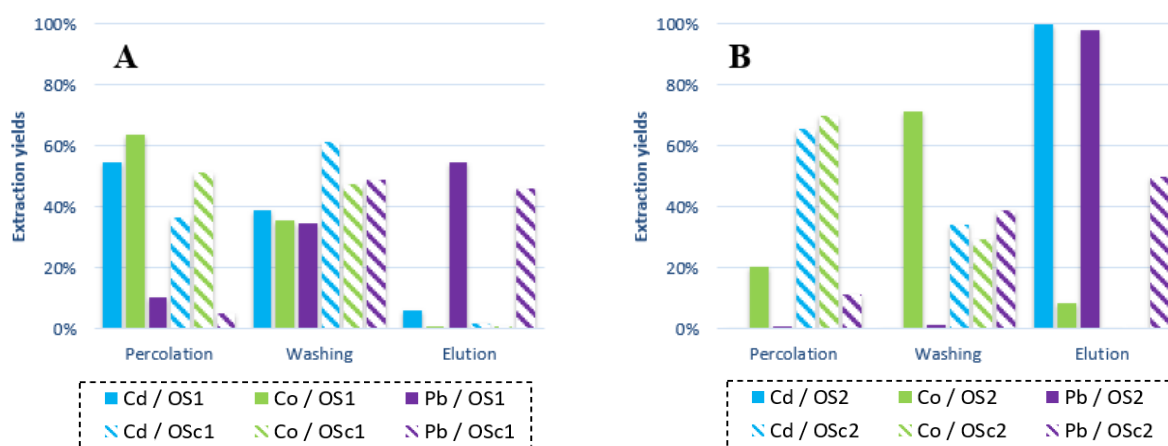 A
Extraction yields
100%
80%
60%
40%
20%
0%
Percolation Washing Elution
Cd / OS1 Co / OS1 Pb / OS1
Cd / OSc1 Co / OSc1 Pb / OSc1
B
Extraction yields
100%
80%
60%
40%
20%
0%
Percolation Washing Elution
Cd / OS2 Co / OS2 Pb / OS2
Cd / OSc2 Co / OSc2 Pb / OSc2